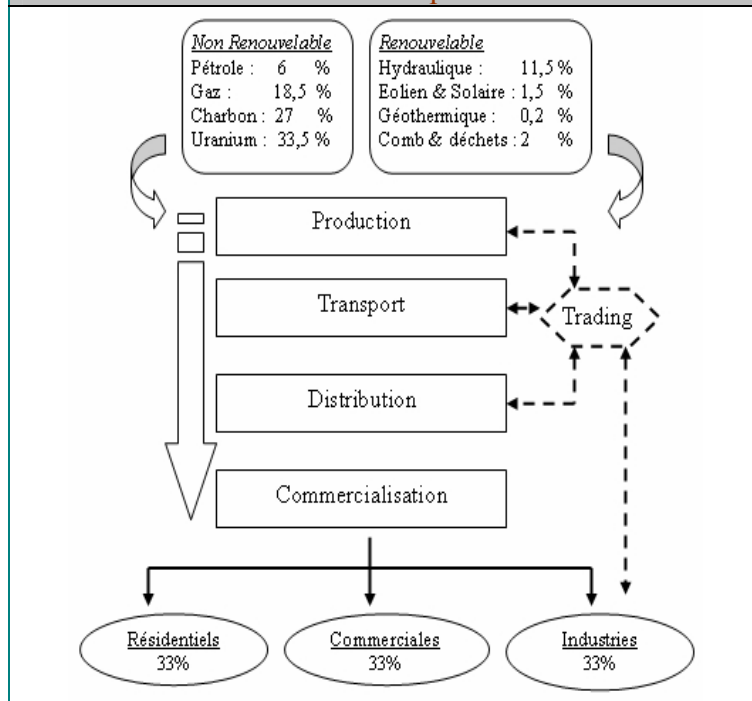 Non Renouvelable
Pétrole : 6 %
Gaz : 18,5 %
Charbon : 27 %
Uranium : 33,5 %
Renouvelable
Hydraulique : 11,5 %
Eolien & Solaire : 1,5 %
Géothermique : 0,2 %
Comb & déchets : 2 %
Production
Transport
Trading
Distribution
Commercialisation
Résidentiels
33%
Commerciales
33%
Industries
33%